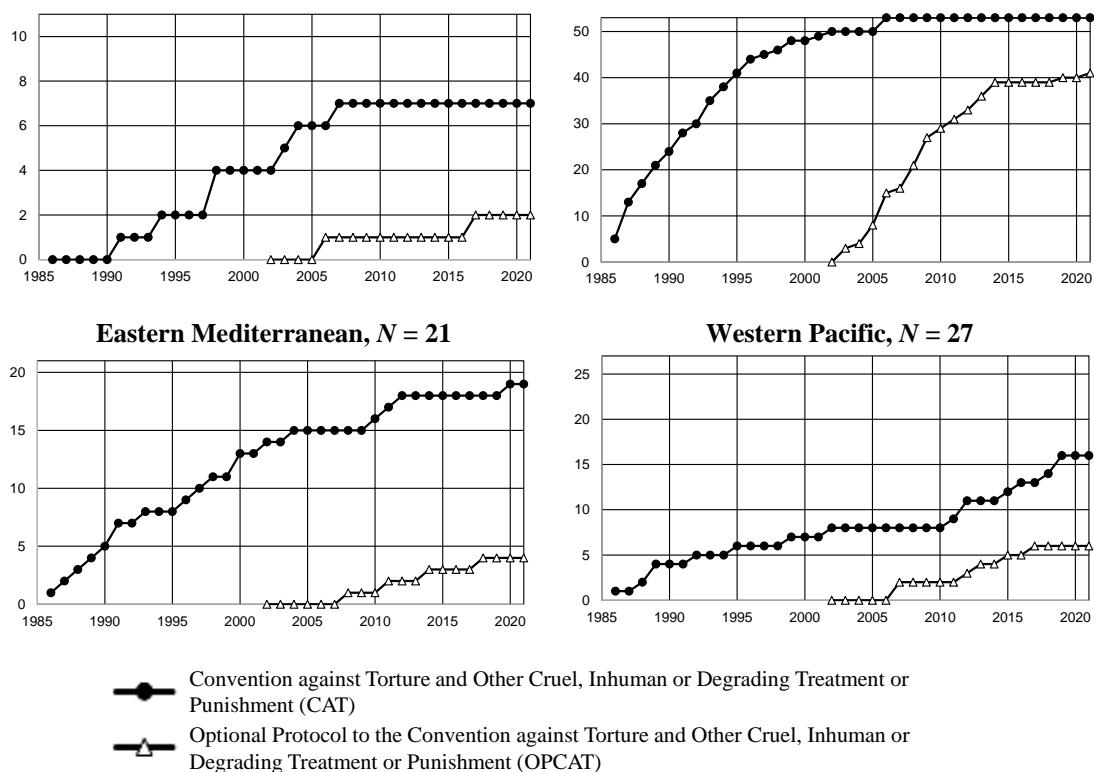 10
8
6
4
2
0
1985 1990 1995 2000 2005 2010 2015 2020
50
40
30
20
10
0
1985 1990 1995 2000 2005 2010 2015 2020
Eastern Mediterranean, N = 21
20
15
10
5
0
1985 1990 1995 2000 2005 2010 2015 2020
Western Pacific, N = 27
25
20
15
10
5
0
1985 1990 1995 2000 2005 2010 2015 2020
Convention against Torture and Other Cruel, Inhuman or Degrading Treatment or
Punishment (CAT)
Optional Protocol to the Convention against Torture and Other Cruel, Inhuman or
Degrading Treatment or Punishment (OPCAT)